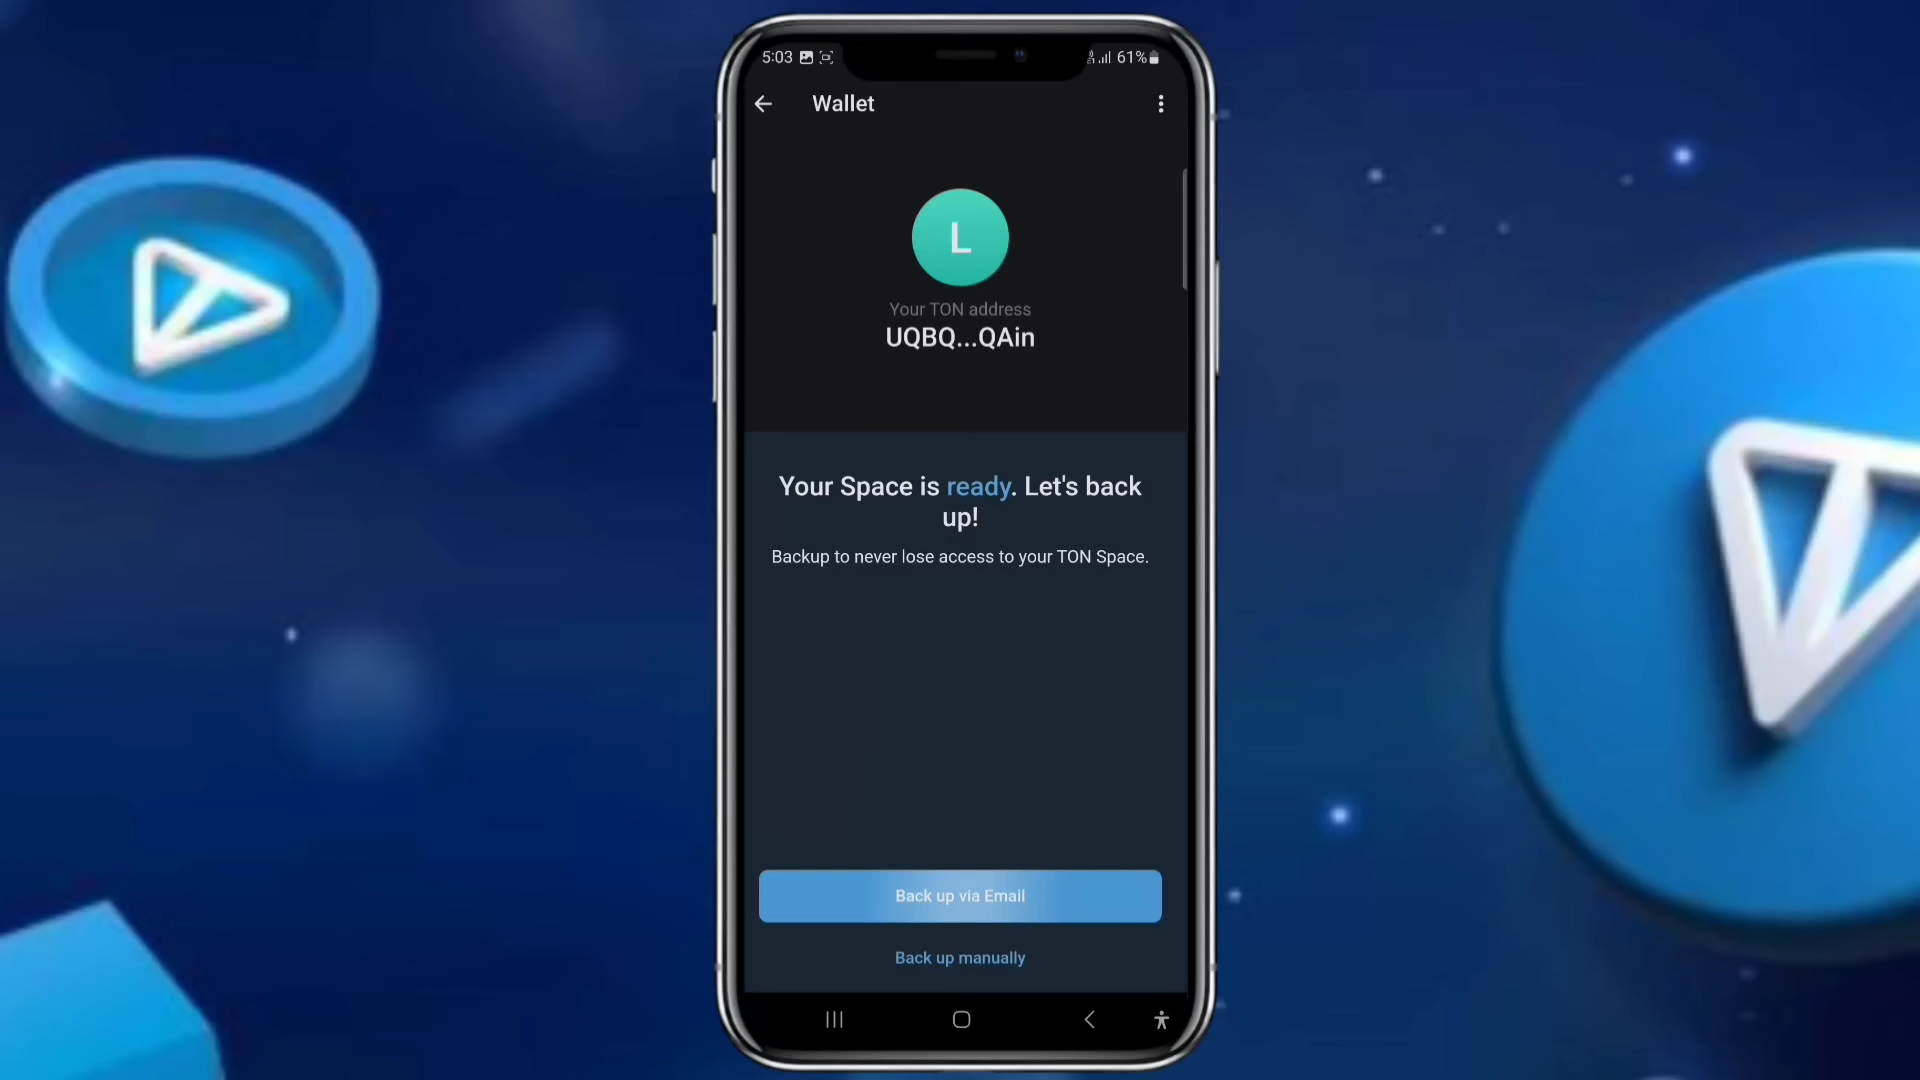 5:03
61%
Wallet
L
Your TON address
UQBQ...QAin
Your Space is ready. Let's back
up!
Backup to never lose access to your TON Space.
Back up via Email
Back up manually